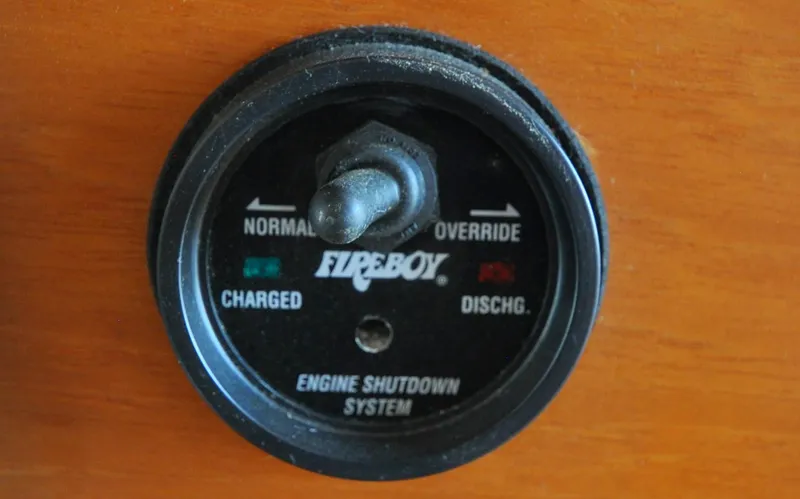 NORMAL
OVERRIDE
FIREBOY®
CHARGED
DISCHG.
ENGINE SHUTDOWN
SYSTEM